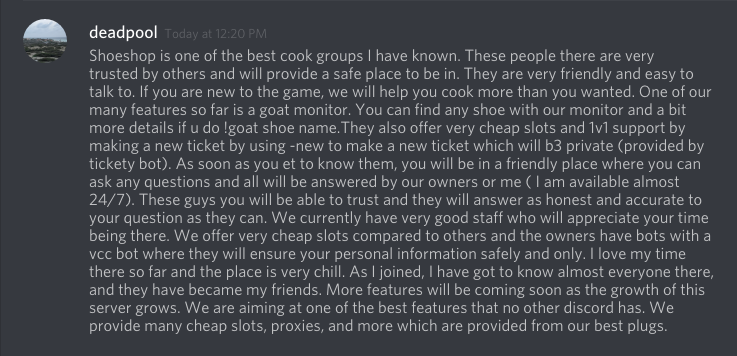 deadpool Today at 12:20 PM
Shoeshop is one of the best cook groups I have known. These people there are very
trusted by others and will provide a safe place to be in. They are very friendly and easy to
talk to. If you are new to the game, we will help you cook more than you wanted. One of our
many features so far is a goat monitor. You can find any shoe with our monitor and a bit
more details if u do !goat shoe name.They also offer very cheap slots and 1v1 support by
making a new ticket by using -new to make a new ticket which will b3 private (provided by
tickety bot). As soon as you et to know them, you will be in a friendly place where you can
ask any questions and all will be answered by our owners or me ( I am available almost
24/7). These guys you will be able to trust and they will answer as honest and accurate to
your question as they can. We currently have very good staff who will appreciate your time
being there. We offer very cheap slots compared to others and the owners have bots with a
vcc bot where they will ensure your personal information safely and only. I love my time
there so far and the place is very chill. As I joined, I have got to know almost everyone there,
and they have became my friends. More features will be coming soon as the growth of this
server grows. We are aiming at one of the best features that no other discord has. We
provide many cheap slots, proxies, and more which are provided from our best plugs.